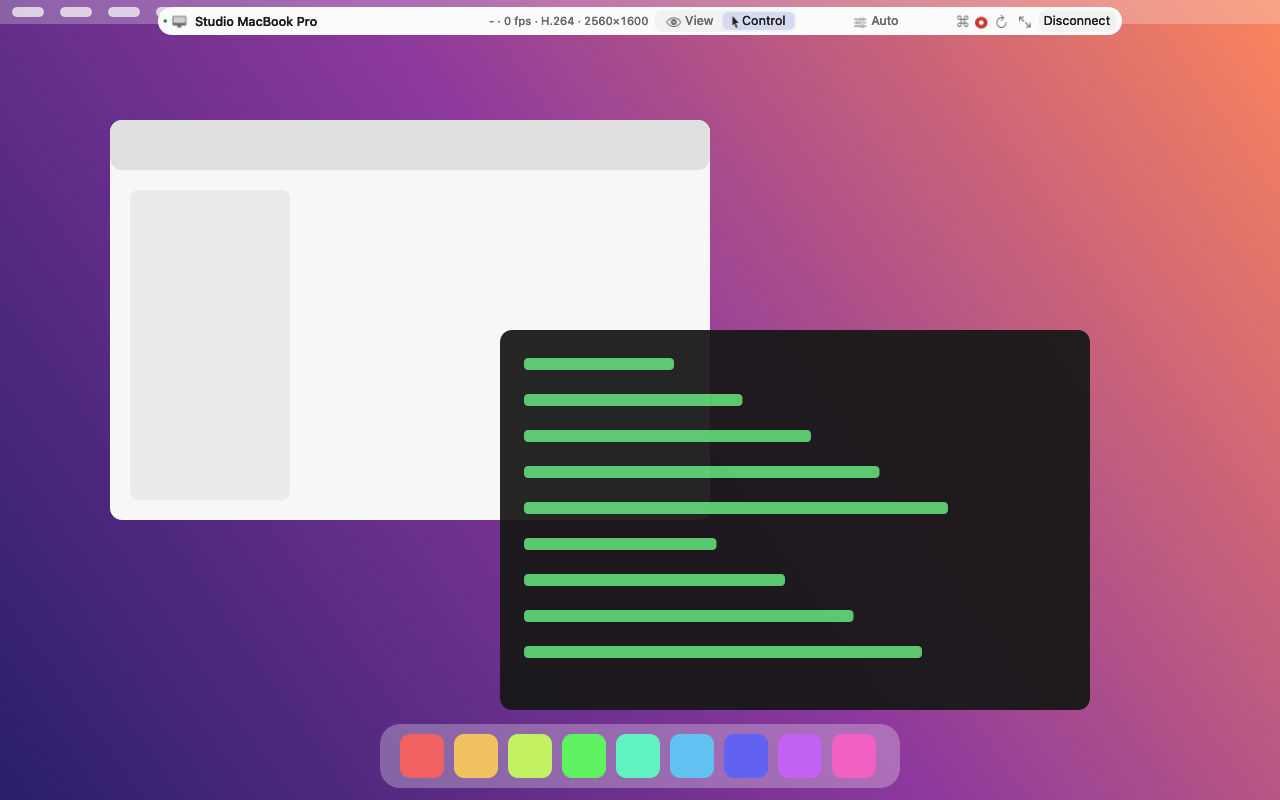 Studio MacBook Pro
- · 0 fps · H.264 · 2560×1600
View
Control
Auto
Disconnect